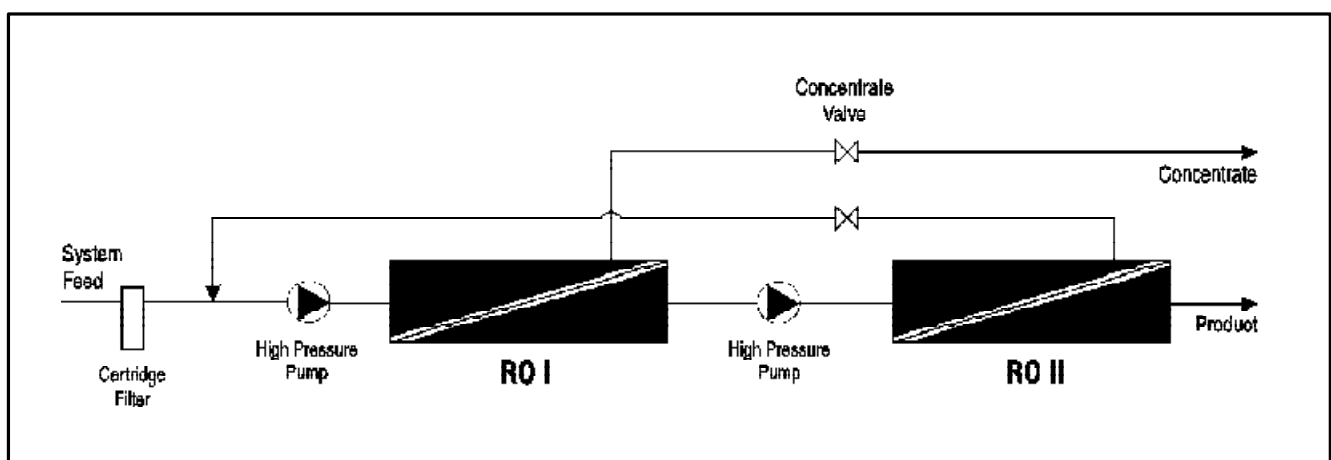 Concentrate
Valve
Concentrate
System
Feed
Product
High Pressure
Pump
RO I
High Pressure
Pump
RO II
Cartridge
Filter